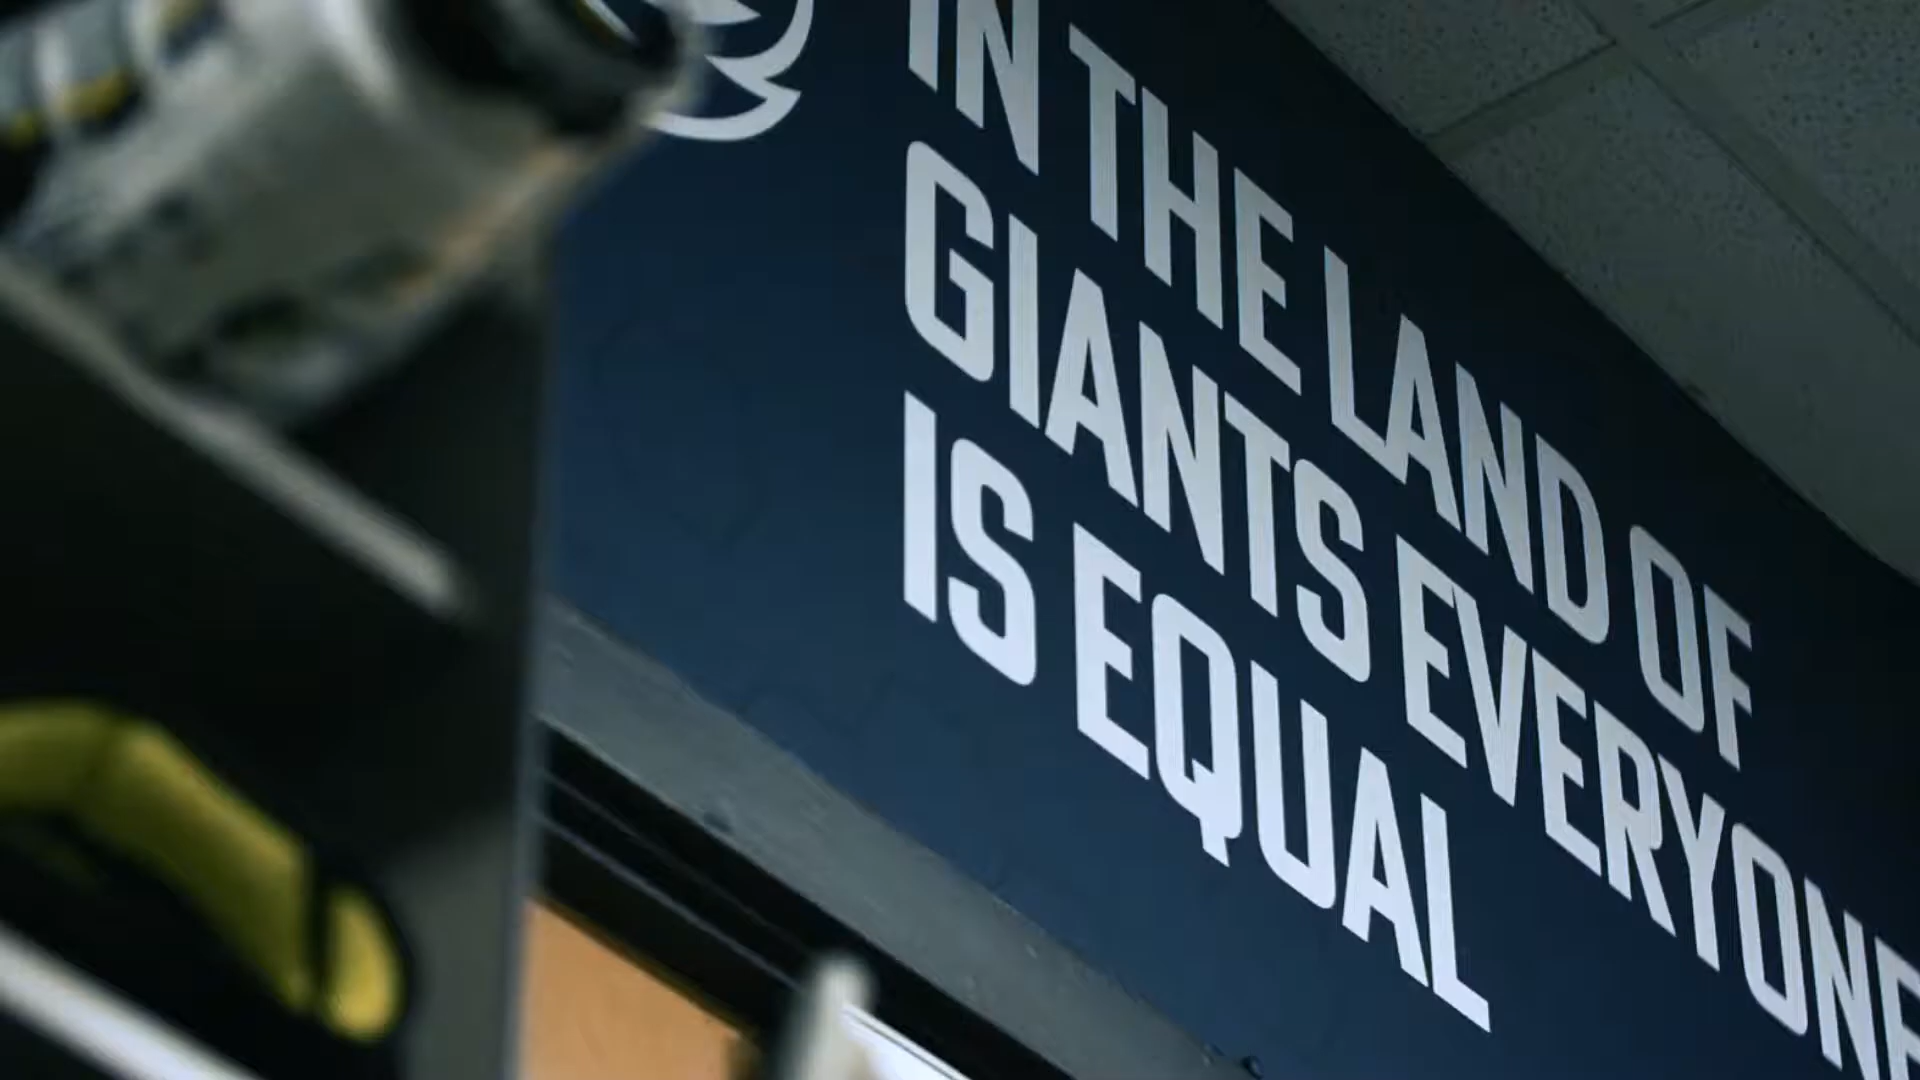 IN THE LAND OF
GIANTS EVERYONE
IS EQUAL